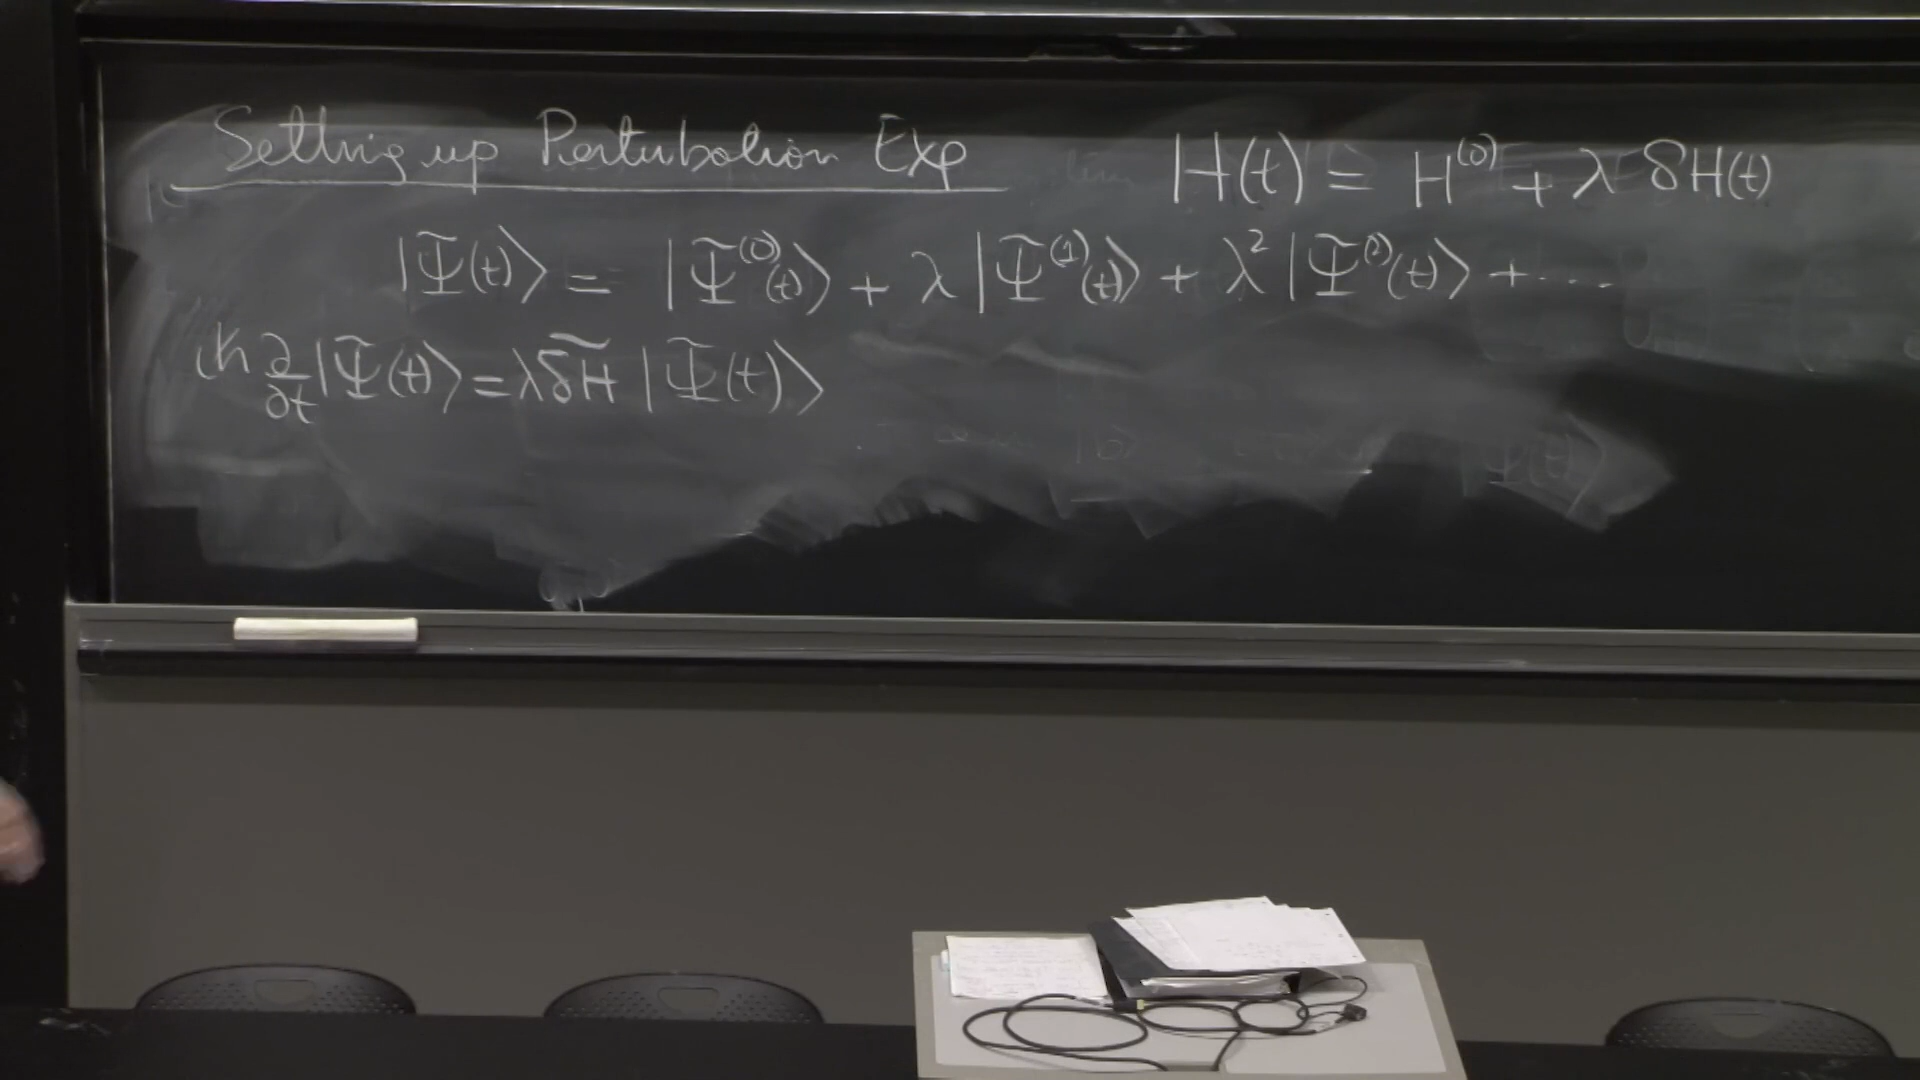 Setting up Perturbation Exp
H(t) = H⁽⁰⁾ + λ δH(t)
|Ψ̃(t)⟩ = |Ψ̃⁽⁰⁾(t)⟩ + λ |Ψ̃⁽¹⁾(t)⟩ + λ² |Ψ̃⁽²⁾(t)⟩ + ....
iℏ ∂/∂t |Ψ̃(t)⟩ = λ δH̃ |Ψ̃(t)⟩